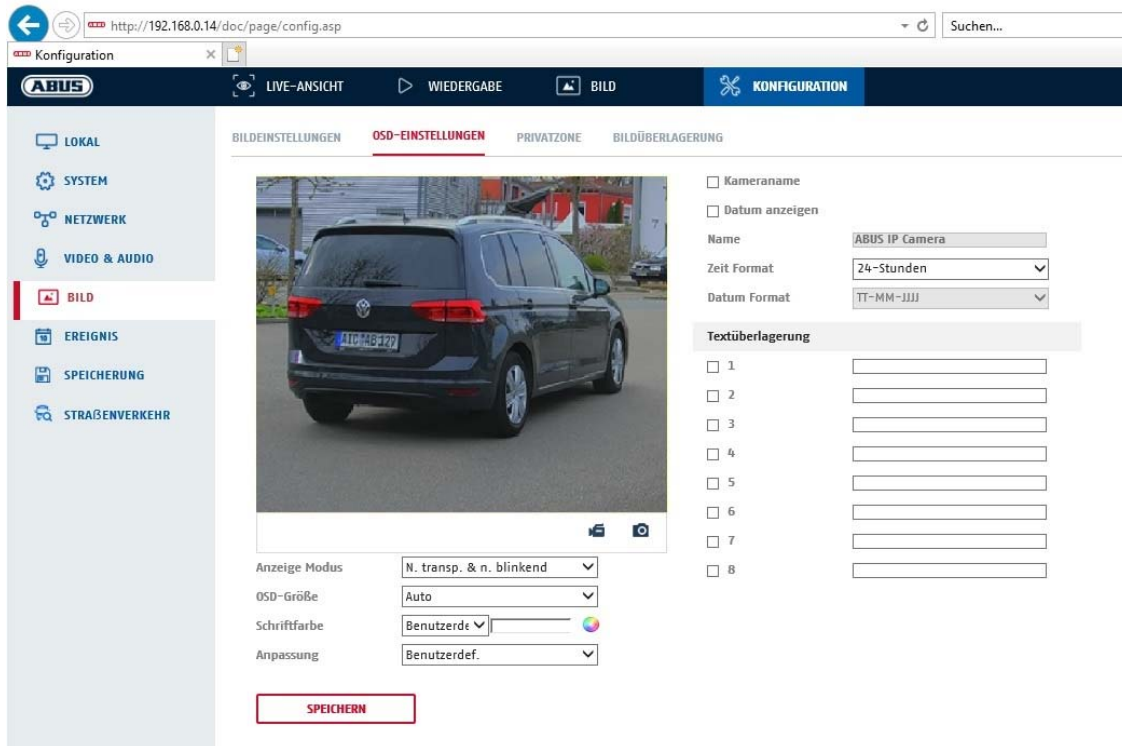 http://192.168.0.14/doc/page/config.asp
Suchen...
Konfiguration
ABUS
LIVE-ANSICHT
WIEDERGABE
BILD
KONFIGURATION
LOKAL
SYSTEM
NETZWERK
VIDEO & AUDIO
BILD
EREIGNIS
SPEICHERUNG
STRAßENVERKEHR
BILDEINSTELLUNGEN
OSD-EINSTELLUNGEN
PRIVATZONE
BILDÜBERLAGERUNG
AIC AB 127
Anzeige Modus N. transp. & n. blinkend
OSD-Größe Auto
Schriftfarbe Benutzerde
Anpassung Benutzerdef.
SPEICHERN
Kameraname
Datum anzeigen
Name ABUS IP Camera
Zeit Format 24-Stunden
Datum Format TT-MM-JJJJ
Textüberlagerung
1
2
3
4
5
6
7
8